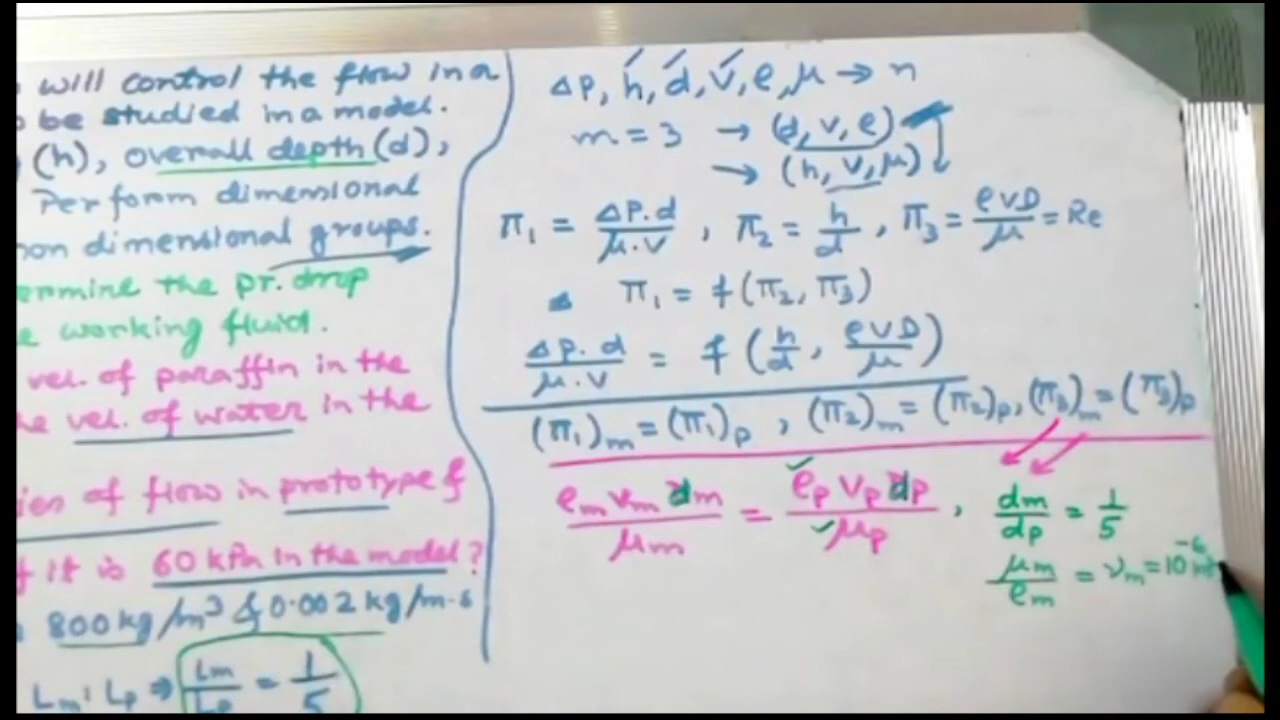 will control the flow in a
be studied in a model.
(h), overall depth (d),
Perform dimensional
dimensional groups.
the pr. drop
working fluid.
vel. of paraffin in the
the vel. of water in the
of flow in prototype &
it is 60 kPa in the model?
800 kg/m³ & 0.002 kg/m-s
Lm : Lp ⇒ Lm/Lp = 1/5
ΔP, h, d, v, ρ, μ → n
m = 3 → (d, v, ρ)
→ (h, v, μ)
π₁ = ΔP.d/μ.v , π₂ = h/d , π₃ = ρVD/μ = Re
π₁ = f(π₂, π₃)
ΔP.d/μ.v = f(h/d, ρVD/μ)
(π₁)m = (π₁)p , (π₂)m = (π₂)p, (π₃)m = (π₃)p
ρm vm dm/μm = ρp vp dp/μp , dm/dp = 1/5
μm/ρm = νm = 10⁻⁶